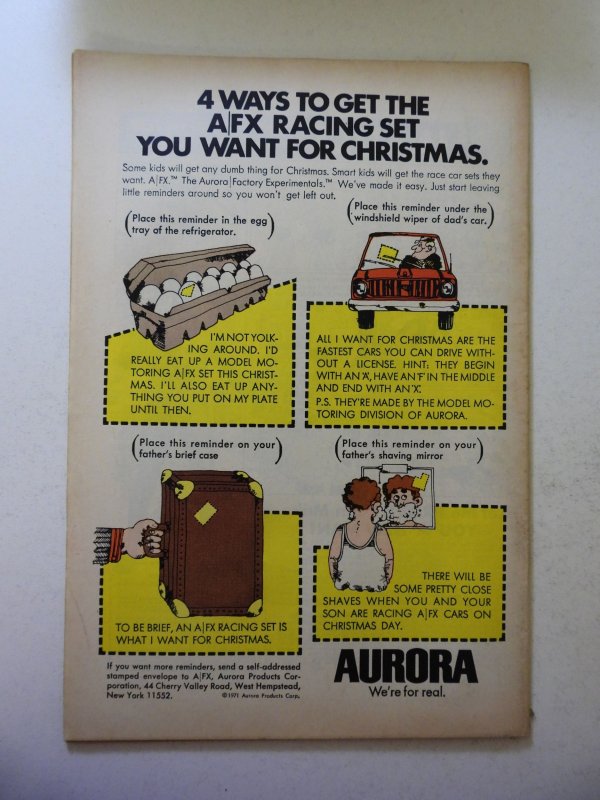 4 WAYS TO GET THE
A|FX RACING SET
YOU WANT FOR CHRISTMAS.
Some kids will get any dumb thing for Christmas. Smart kids will get the race car sets they
want. A|FX.™ The Aurora|Factory Experimentals.™ We've made it easy. Just start leaving
little reminders around so you won't get left out.
(Place this reminder in the egg
tray of the refrigerator.)
I'M NOT YOLK-
ING AROUND. I'D
REALLY EAT UP A MODEL MO-
TORING A|FX SET THIS CHRIST-
MAS. I'LL ALSO EAT UP ANY-
THING YOU PUT ON MY PLATE
UNTIL THEN.
(Place this reminder under the
windshield wiper of dad's car.)
ALL I WANT FOR CHRISTMAS ARE THE
FASTEST CARS YOU CAN DRIVE WITH-
OUT A LICENSE. HINT: THEY BEGIN
WITH AN 'A', HAVE AN 'F' IN THE MIDDLE
AND END WITH AN 'X'.
P.S. THEY'RE MADE BY THE MODEL MO-
TORING DIVISION OF AURORA.
(Place this reminder on your
father's brief case)
TO BE BRIEF, AN A|FX RACING SET IS
WHAT I WANT FOR CHRISTMAS.
(Place this reminder on your
father's shaving mirror)
THERE WILL BE
SOME PRETTY CLOSE
SHAVES WHEN YOU AND YOUR
SON ARE RACING A|FX CARS ON
CHRISTMAS DAY.
If you want more reminders, send a self-addressed
stamped envelope to A|FX, Aurora Products Cor-
poration, 44 Cherry Valley Road, West Hempstead,
New York 11552.
©1971 Aurora Products Corp.
AURORA
We're for real.